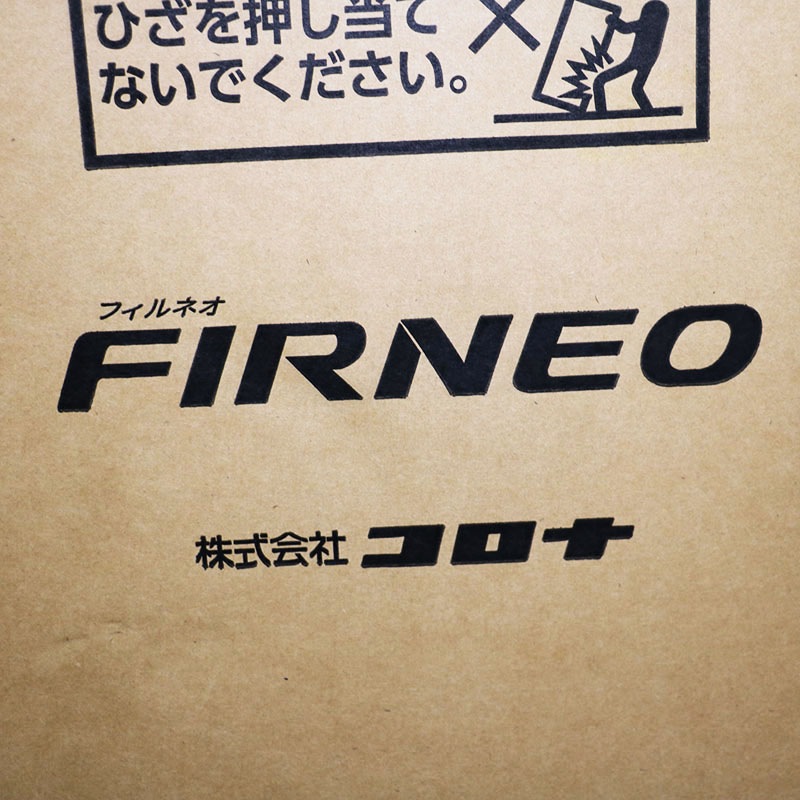 ひざを押し当て
ないでください。
フィルネオ
FIRNEO
株式会社 コロナ